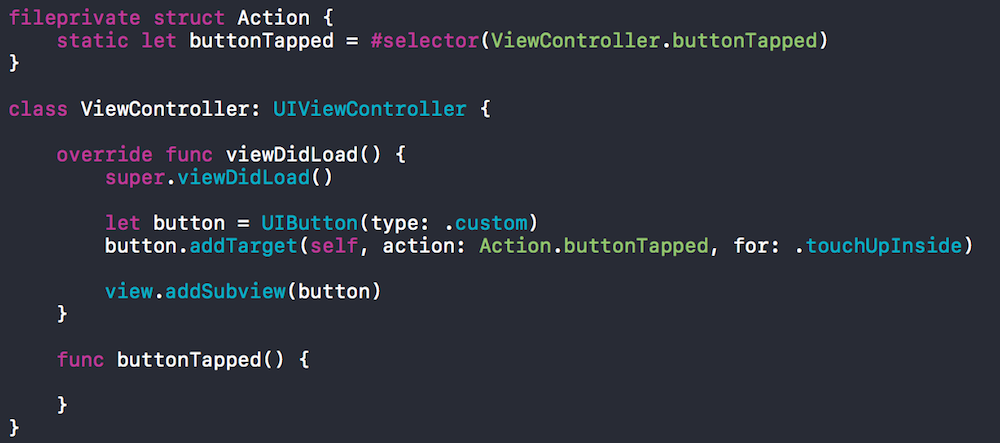 fileprivate struct Action {
    static let buttonTapped = #selector(ViewController.buttonTapped)
}
class ViewController: UIViewController {
    override func viewDidLoad() {
        super.viewDidLoad()
        let button = UIButton(type: .custom)
        button.addTarget(self, action: Action.buttonTapped, for: .touchUpInside)
        view.addSubview(button)
    }
    func buttonTapped() {
    }
}